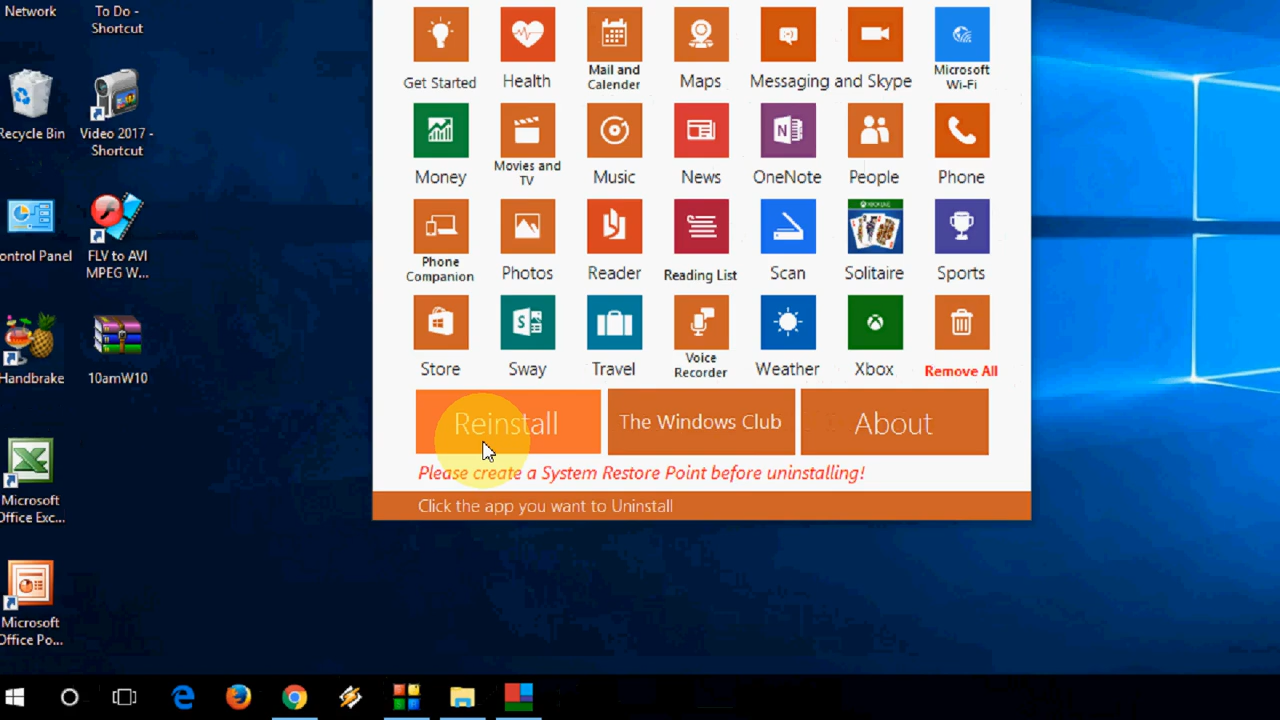 Network
To Do -
Shortcut
Recycle Bin
Video 2017 -
Shortcut
ontrol Panel
FLV to AVI
MPEG W...
Handbrake
10amW10
Microsoft
Office Exc...
Microsoft
Office Po...
Get Started
Health
Mail and
Calender
Maps
Messaging and Skype
Microsoft
Wi-Fi
Money
Movies and
TV
Music
News
OneNote
People
Phone
Phone
Companion
Photos
Reader
Reading List
Scan
Solitaire
Sports
Store
Sway
Travel
Voice
Recorder
Weather
Xbox
Remove All
Reinstall
The Windows Club
About
Please create a System Restore Point before uninstalling!
Click the app you want to Uninstall